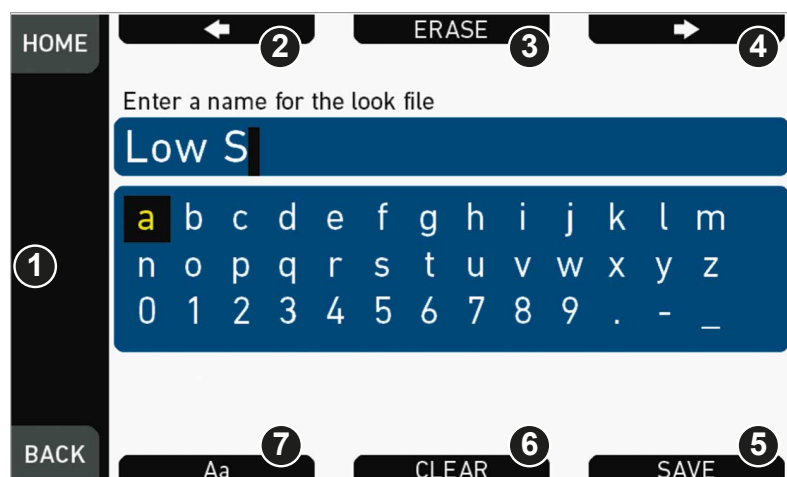 HOME
2
ERASE
3
4
Enter a name for the look file
Low S
a b c d e f g h i j k l m
1
n o p q r s t u v w x y z
0 1 2 3 4 5 6 7 8 9 . - _
BACK
Aa
7
CLEAR
6
SAVE
5